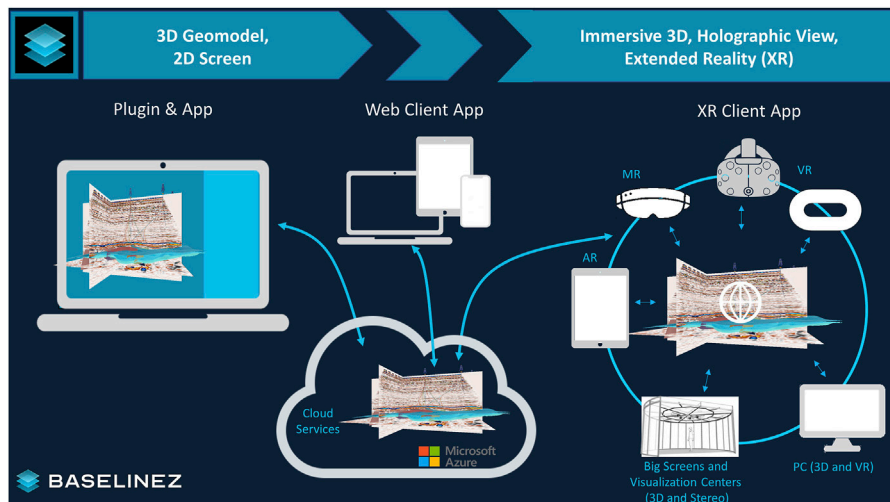 3D Geomodel,
2D Screen
Immersive 3D, Holographic View,
Extended Reality (XR)
Plugin & App
Web Client App
XR Client App
MR
VR
AR
Cloud
Services
Microsoft
Azure
Big Screens and
Visualization Centers
(3D and Stereo)
PC (3D and VR)
BASELINEZ